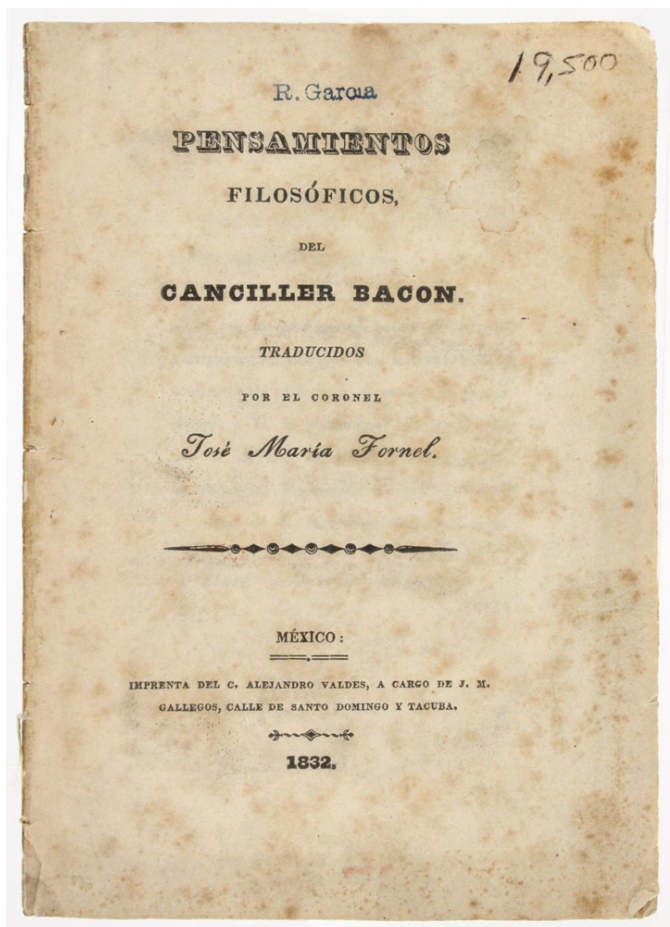 19,500
R. Garcia
PENSAMIENTOS
FILOSÓFICOS,
DEL
CANCILLER BACON.
TRADUCIDOS
POR EL CORONEL
José María Tornel.
MÉXICO:
IMPRENTA DEL C. ALEJANDRO VALDES, A CARGO DE J. M.
GALLEGOS, CALLE DE SANTO DOMINGO Y TACUBA.
1832.